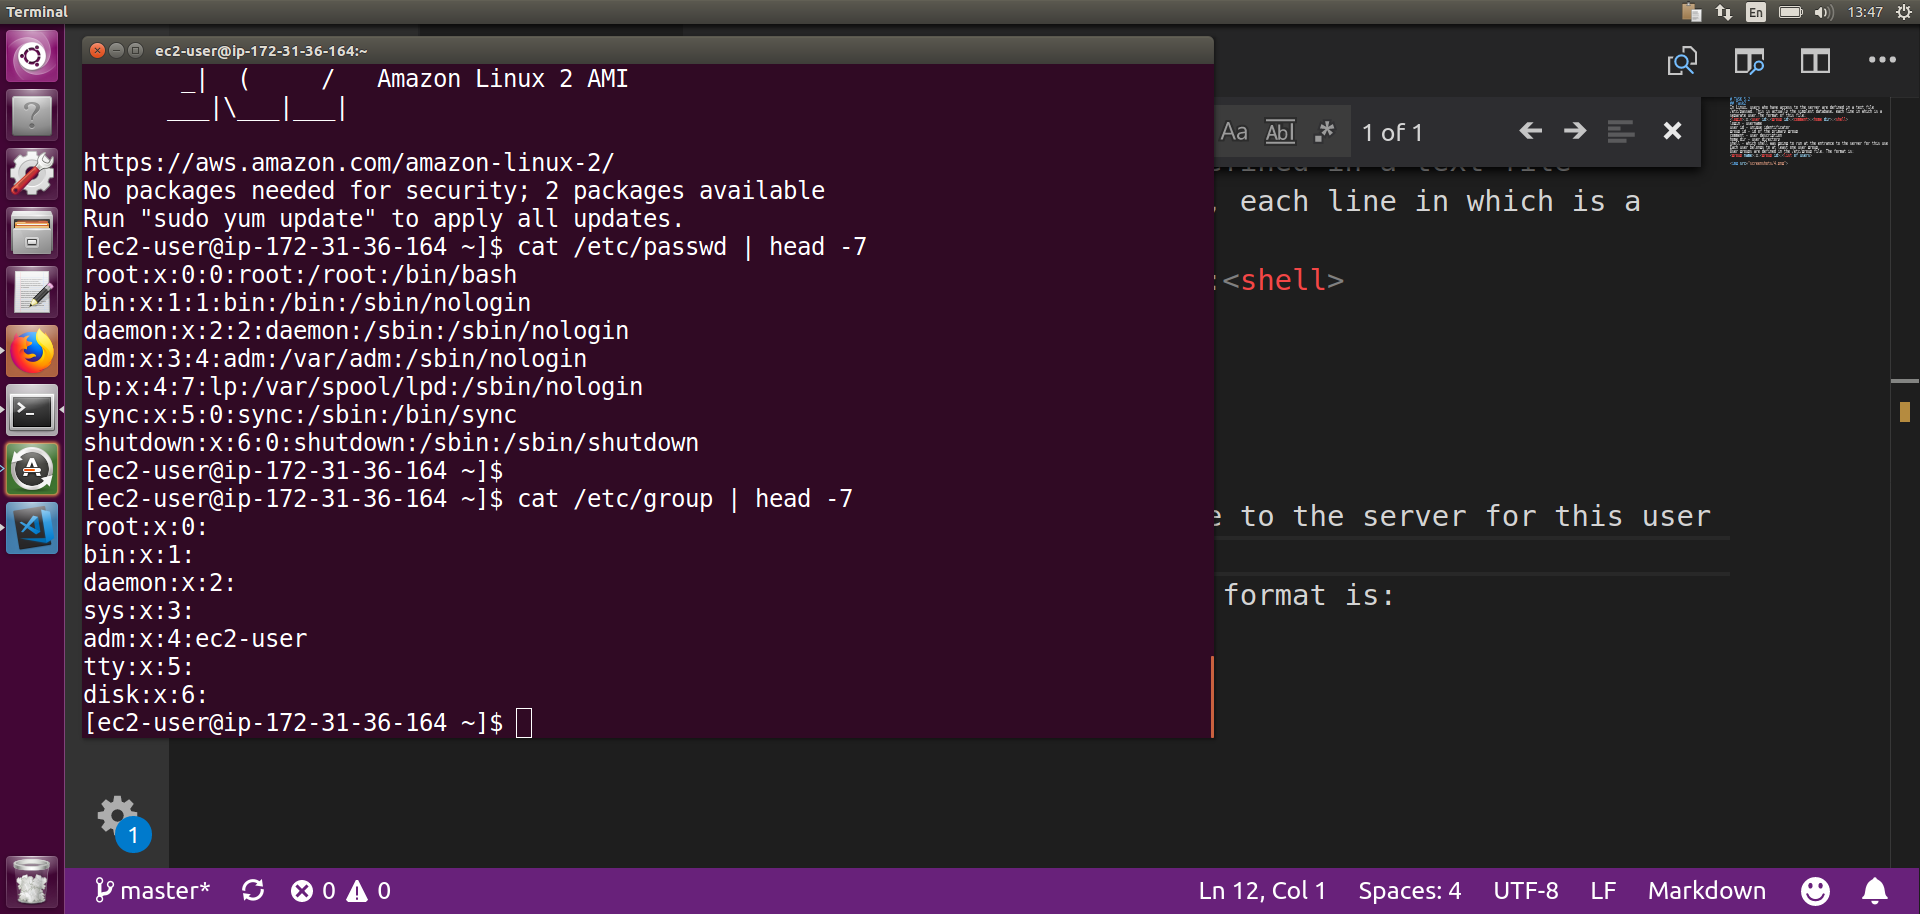 Terminal
En
13:47
ec2-user@ip-172-31-36-164:~
_|  (     /   Amazon Linux 2 AMI
___|\___|___|
https://aws.amazon.com/amazon-linux-2/
No packages needed for security; 2 packages available
Run "sudo yum update" to apply all updates.
[ec2-user@ip-172-31-36-164 ~]$ cat /etc/passwd | head -7
root:x:0:0:root:/root:/bin/bash
bin:x:1:1:bin:/bin:/sbin/nologin
daemon:x:2:2:daemon:/sbin:/sbin/nologin
adm:x:3:4:adm:/var/adm:/sbin/nologin
lp:x:4:7:lp:/var/spool/lpd:/sbin/nologin
sync:x:5:0:sync:/sbin:/bin/sync
shutdown:x:6:0:shutdown:/sbin:/sbin/shutdown
[ec2-user@ip-172-31-36-164 ~]$
[ec2-user@ip-172-31-36-164 ~]$ cat /etc/group | head -7
root:x:0:
bin:x:1:
daemon:x:2:
sys:x:3:
adm:x:4:ec2-user
tty:x:5:
disk:x:6:
[ec2-user@ip-172-31-36-164 ~]$
Aa Abl .* 1 of 1
in a text file
, each line in which is a
:<shell>
e to the server for this user
format is:
1
master* 0 0
Ln 12, Col 1 Spaces: 4 UTF-8 LF Markdown